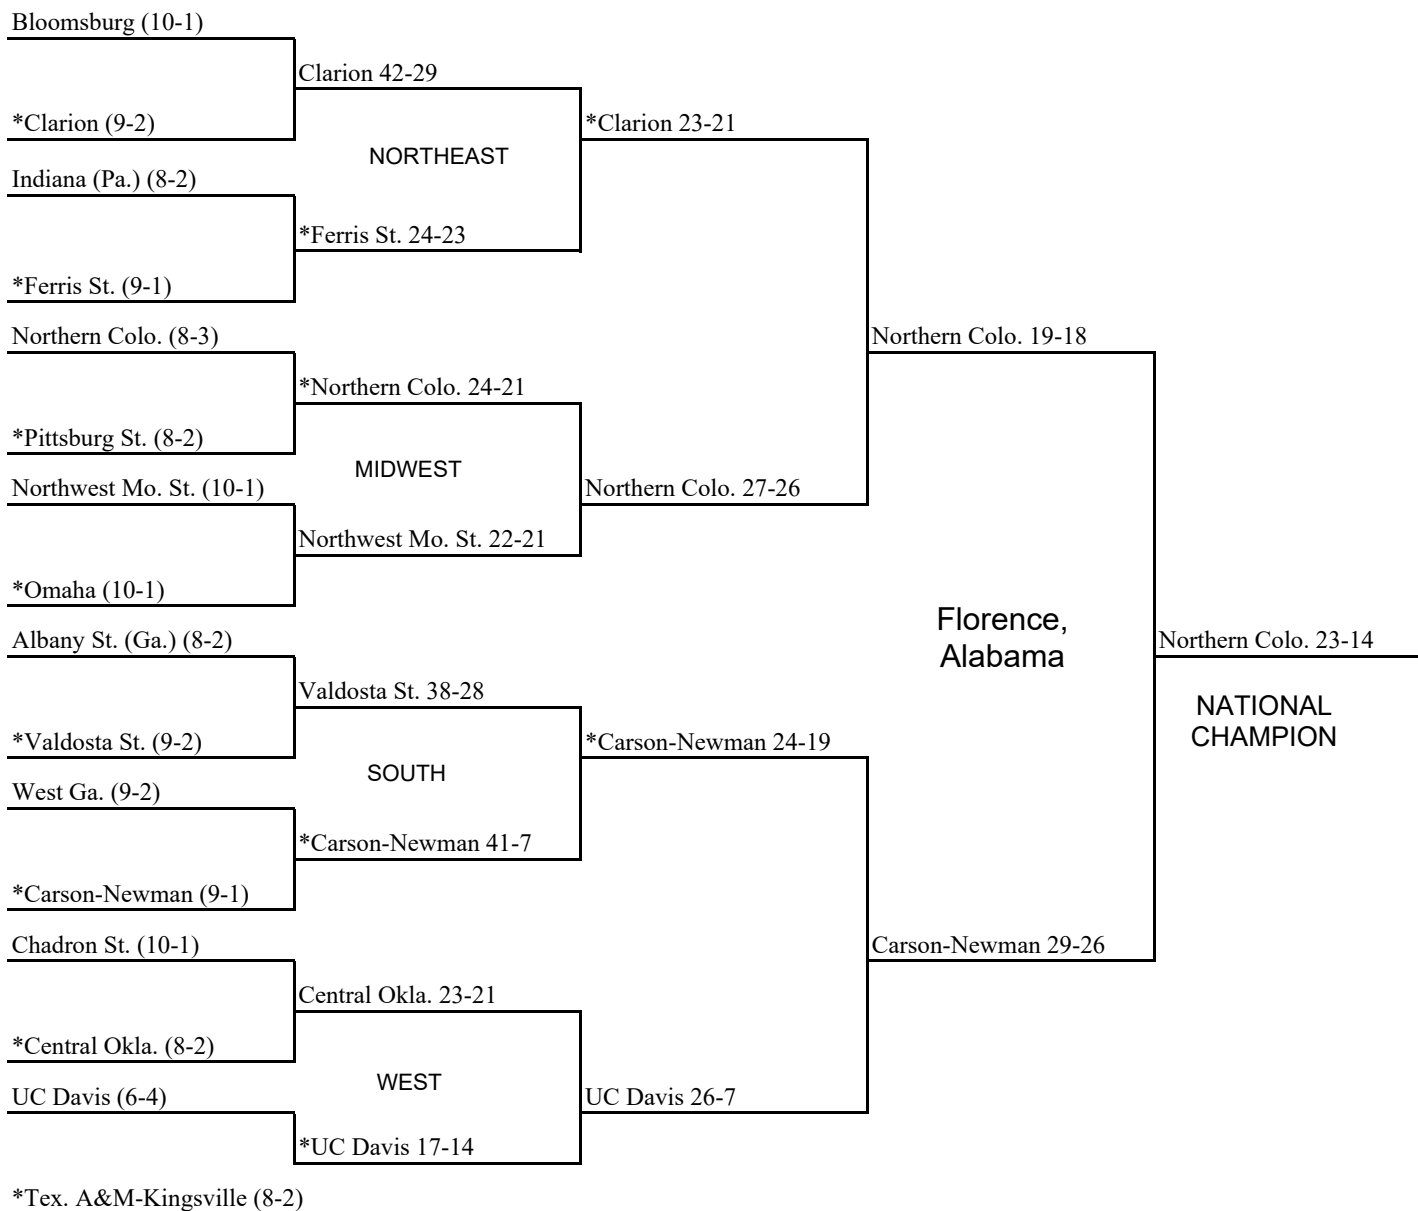 Bloomsburg (10-1)
Clarion 42-29
*Clarion (9-2)
*Clarion 23-21
NORTHEAST
Indiana (Pa.) (8-2)
*Ferris St. 24-23
*Ferris St. (9-1)
Northern Colo. (8-3)
Northern Colo. 19-18
*Northern Colo. 24-21
*Pittsburg St. (8-2)
MIDWEST
Northwest Mo. St. (10-1)
Northern Colo. 27-26
Northwest Mo. St. 22-21
*Omaha (10-1)
Florence,
Alabama
Albany St. (Ga.) (8-2)
Northern Colo. 23-14
Valdosta St. 38-28
NATIONAL
CHAMPION
*Valdosta St. (9-2)
*Carson-Newman 24-19
SOUTH
West Ga. (9-2)
*Carson-Newman 41-7
*Carson-Newman (9-1)
Chadron St. (10-1)
Carson-Newman 29-26
Central Okla. 23-21
*Central Okla. (8-2)
WEST
UC Davis (6-4)
UC Davis 26-7
*UC Davis 17-14
*Tex. A&M-Kingsville (8-2)